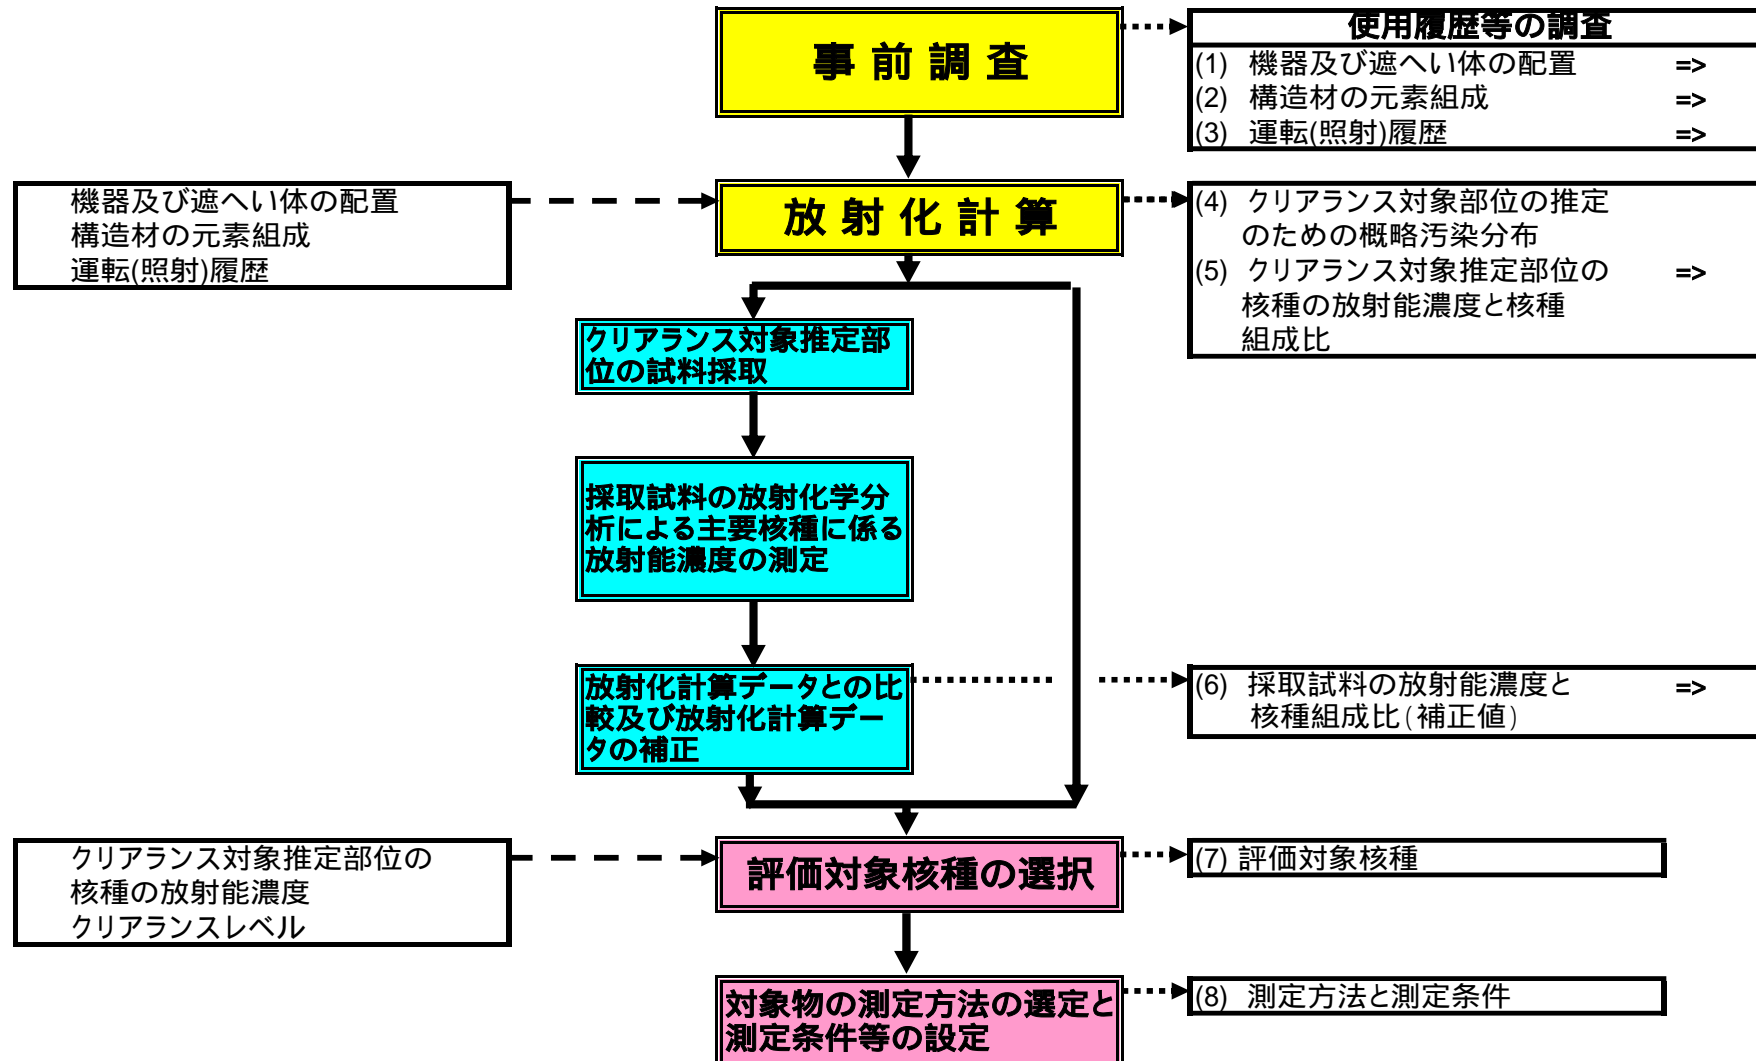 事 前 調 査
使用履歴等の調査
(1) 機器及び遮へい体の配置 =>
(2) 構造材の元素組成 =>
(3) 運転(照射)履歴 =>
機器及び遮へい体の配置
構造材の元素組成
運転(照射)履歴
放 射 化 計 算
(4) クリアランス対象部位の推定
のための概略汚染分布
(5) クリアランス対象推定部位の =>
核種の放射能濃度と核種
組成比
クリアランス対象推定部
位の試料採取
採取試料の放射化学分
析による主要核種に係る
放射能濃度の測定
放射化計算データとの比
較及び放射化計算デー
タの補正
(6) 採取試料の放射能濃度と =>
核種組成比(補正値)
クリアランス対象推定部位の
核種の放射能濃度
クリアランスレベル
評価対象核種の選択
(7) 評価対象核種
対象物の測定方法の選定と
測定条件等の設定
(8) 測定方法と測定条件